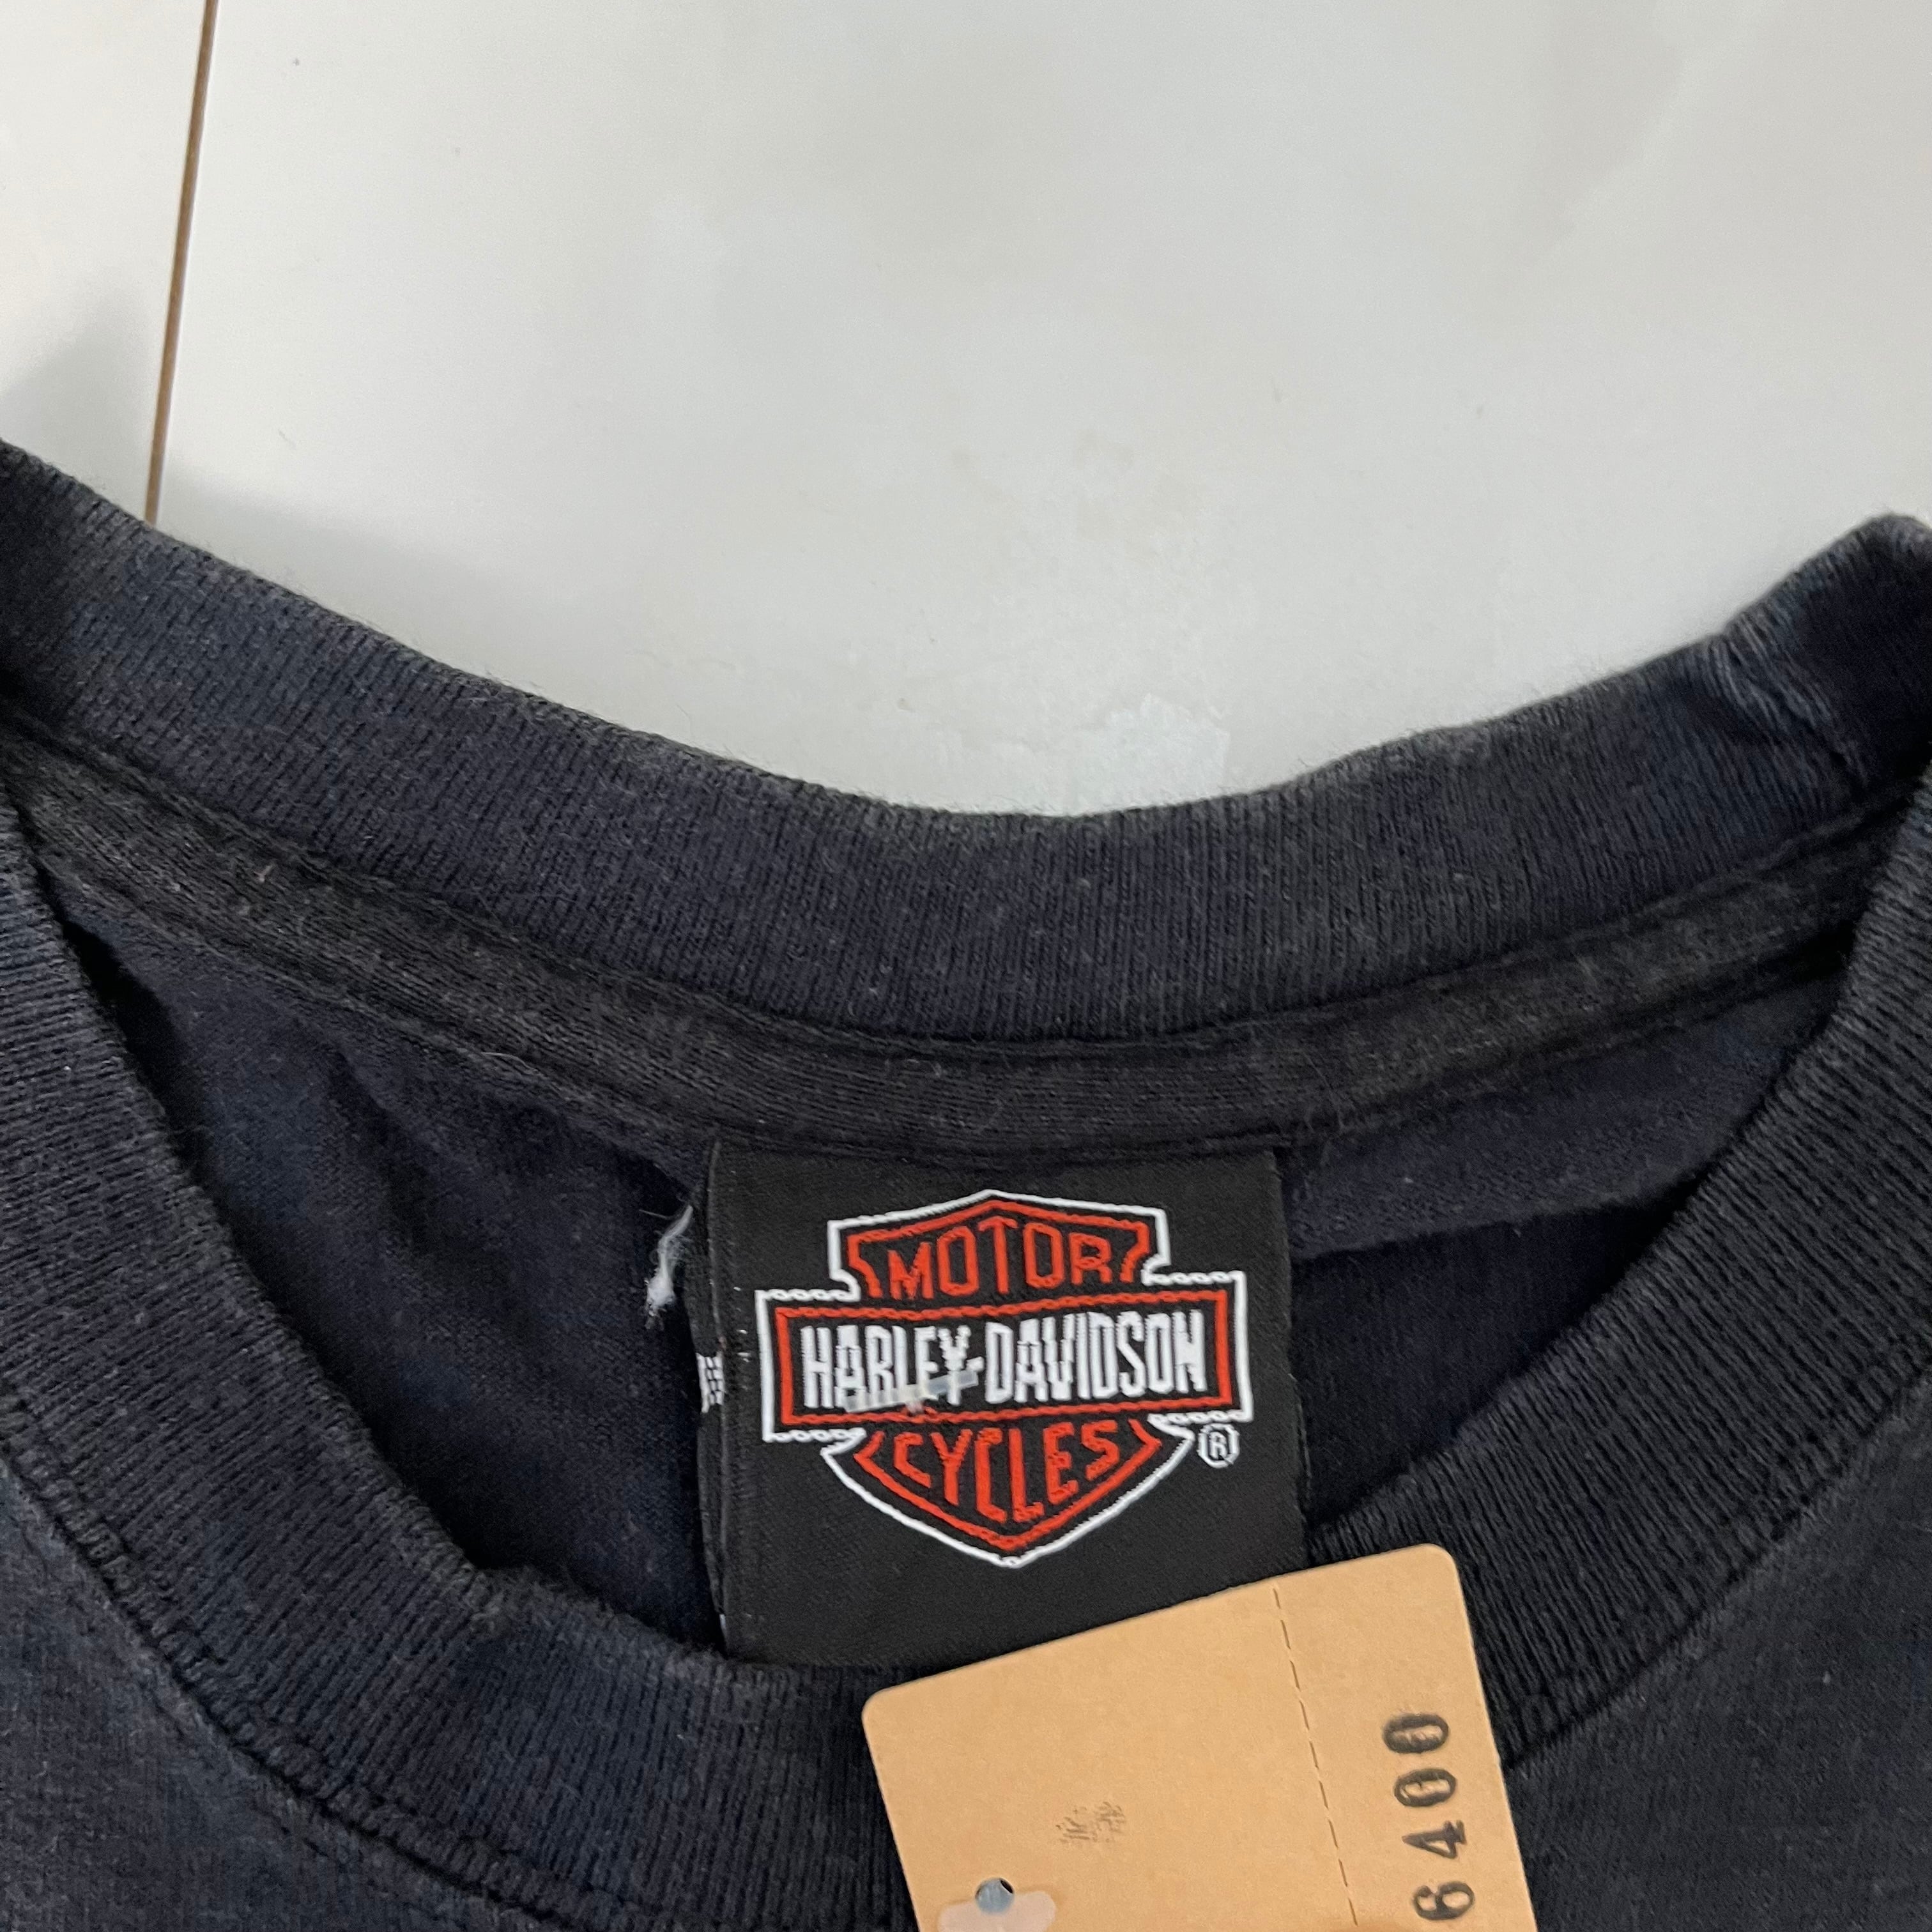 MOTOR
HARLEY-DAVIDSON
CYCLES
®
6400